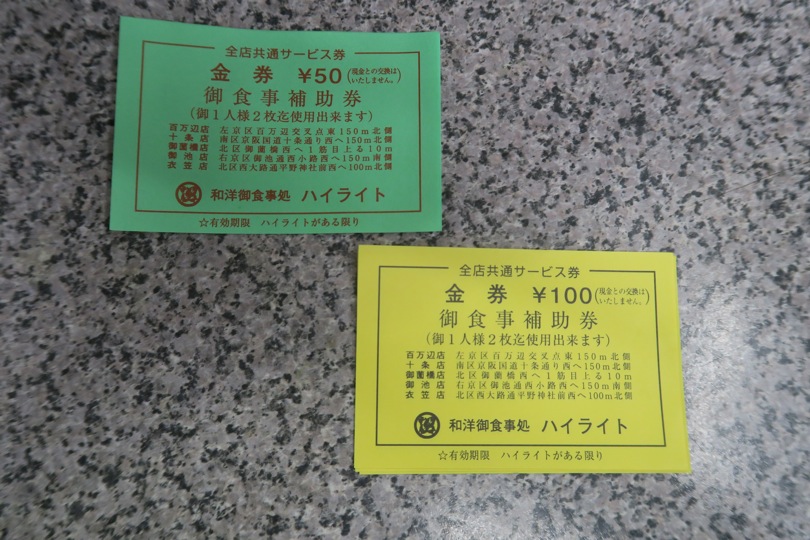 全店共通サービス券
金券 ¥50 (現金との交換は
いたしません。)
御食事補助券
(御1人様2枚迄使用出来ます)
百万辺店 左京区百万辺交叉点東150m北側
十条店 南区京阪国道十条通り西へ150m北側
御薗橋店 北区御薗橋西へ1筋目上る10m
御池店 右京区御池通西小路西へ150m南側
衣笠店 北区西大路通平野神社前西へ100m北側
和洋御食事処 ハイライト
☆有効期限 ハイライトがある限り
全店共通サービス券
金券 ¥100 (現金との交換は
いたしません。)
御食事補助券
(御1人様2枚迄使用出来ます)
百万辺店 左京区百万辺交叉点東150m北側
十条店 南区京阪国道十条通り西へ150m北側
御薗橋店 北区御薗橋西へ1筋目上る10m
御池店 右京区御池通西小路西へ150m南側
衣笠店 北区西大路通平野神社前西へ100m北側
和洋御食事処 ハイライト
☆有効期限 ハイライトがある限り